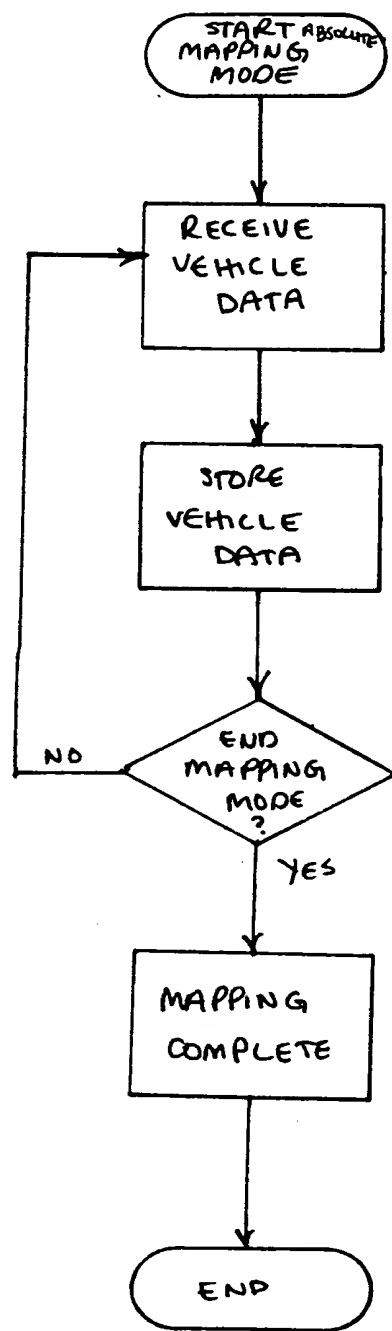 START ABSOLUTE
MAPPING
MODE
RECEIVE
VEHICLE
DATA
STORE
VEHICLE
DATA
END
MAPPING
MODE
?
NO
YES
MAPPING
COMPLETE
END